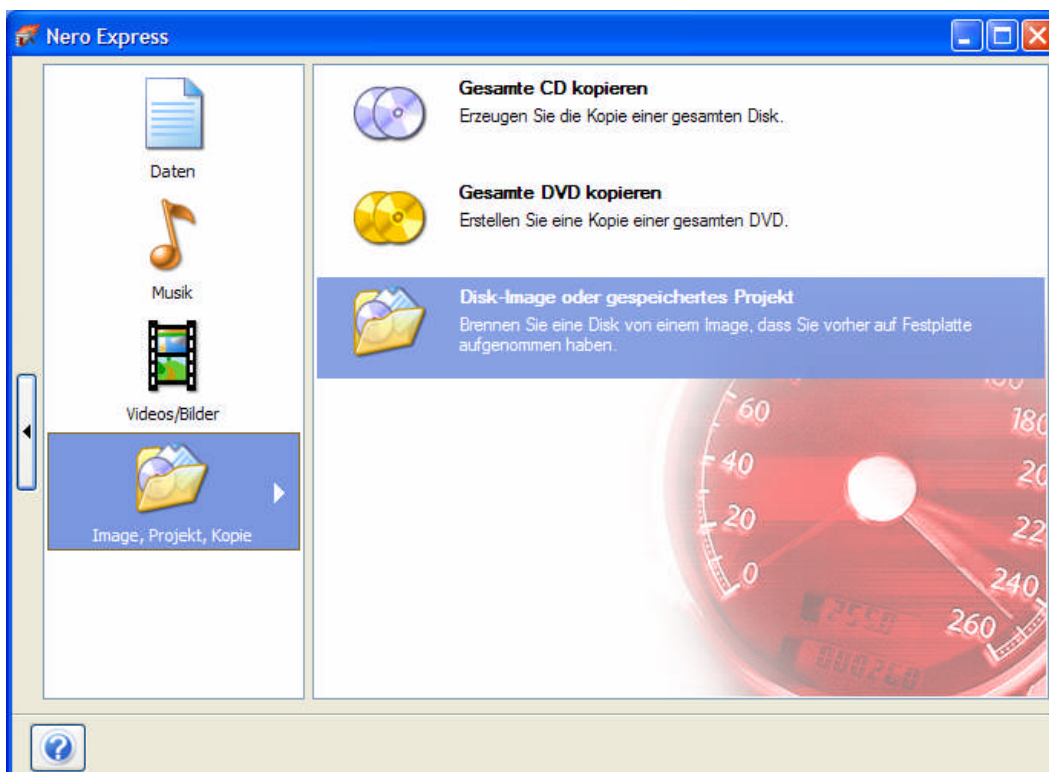 Nero Express
Daten
Musik
Videos/Bilder
Image, Projekt, Kopie
Gesamte CD kopieren
Erzeugen Sie die Kopie einer gesamten Disk.
Gesamte DVD kopieren
Erstellen Sie eine Kopie einer gesamten DVD.
Disk-Image oder gespeichertes Projekt
Brennen Sie eine Disk von einem Image, dass Sie vorher auf Festplatte
aufgenommen haben.
60
40
20
0
180
240
260